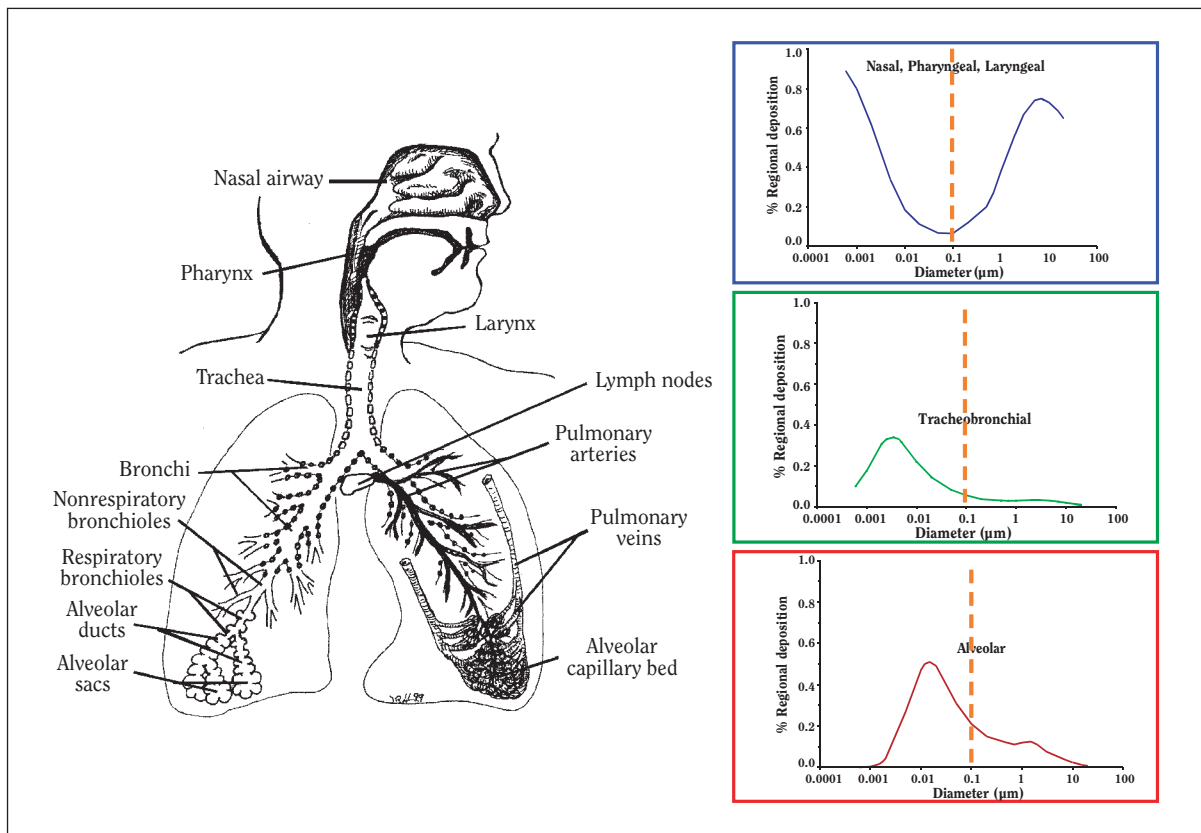 Nasal airway
Pharynx
Larynx
Trachea
Lymph nodes
Pulmonary
arteries
Bronchi
Nonrespiratory
bronchioles
Pulmonary
veins
Respiratory
bronchioles
Alveolar
ducts
Alveolar
sacs
Alveolar
capillary bed
1.0
Nasal, Pharyngeal, Laryngeal
0.8
0.6
0.4
0.2
0.0
% Regional deposition
0.0001 0.001 0.01 0.1 1 10 100
Diameter (µm)
1.0
0.8
0.6
0.4
Tracheobronchial
0.2
0.0
% Regional deposition
0.0001 0.001 0.01 0.1 1 10 100
Diameter (µm)
1.0
0.8
0.6
Alveolar
0.4
0.2
0.0
% Regional deposition
0.0001 0.001 0.01 0.1 1 10 100
Diameter (µm)